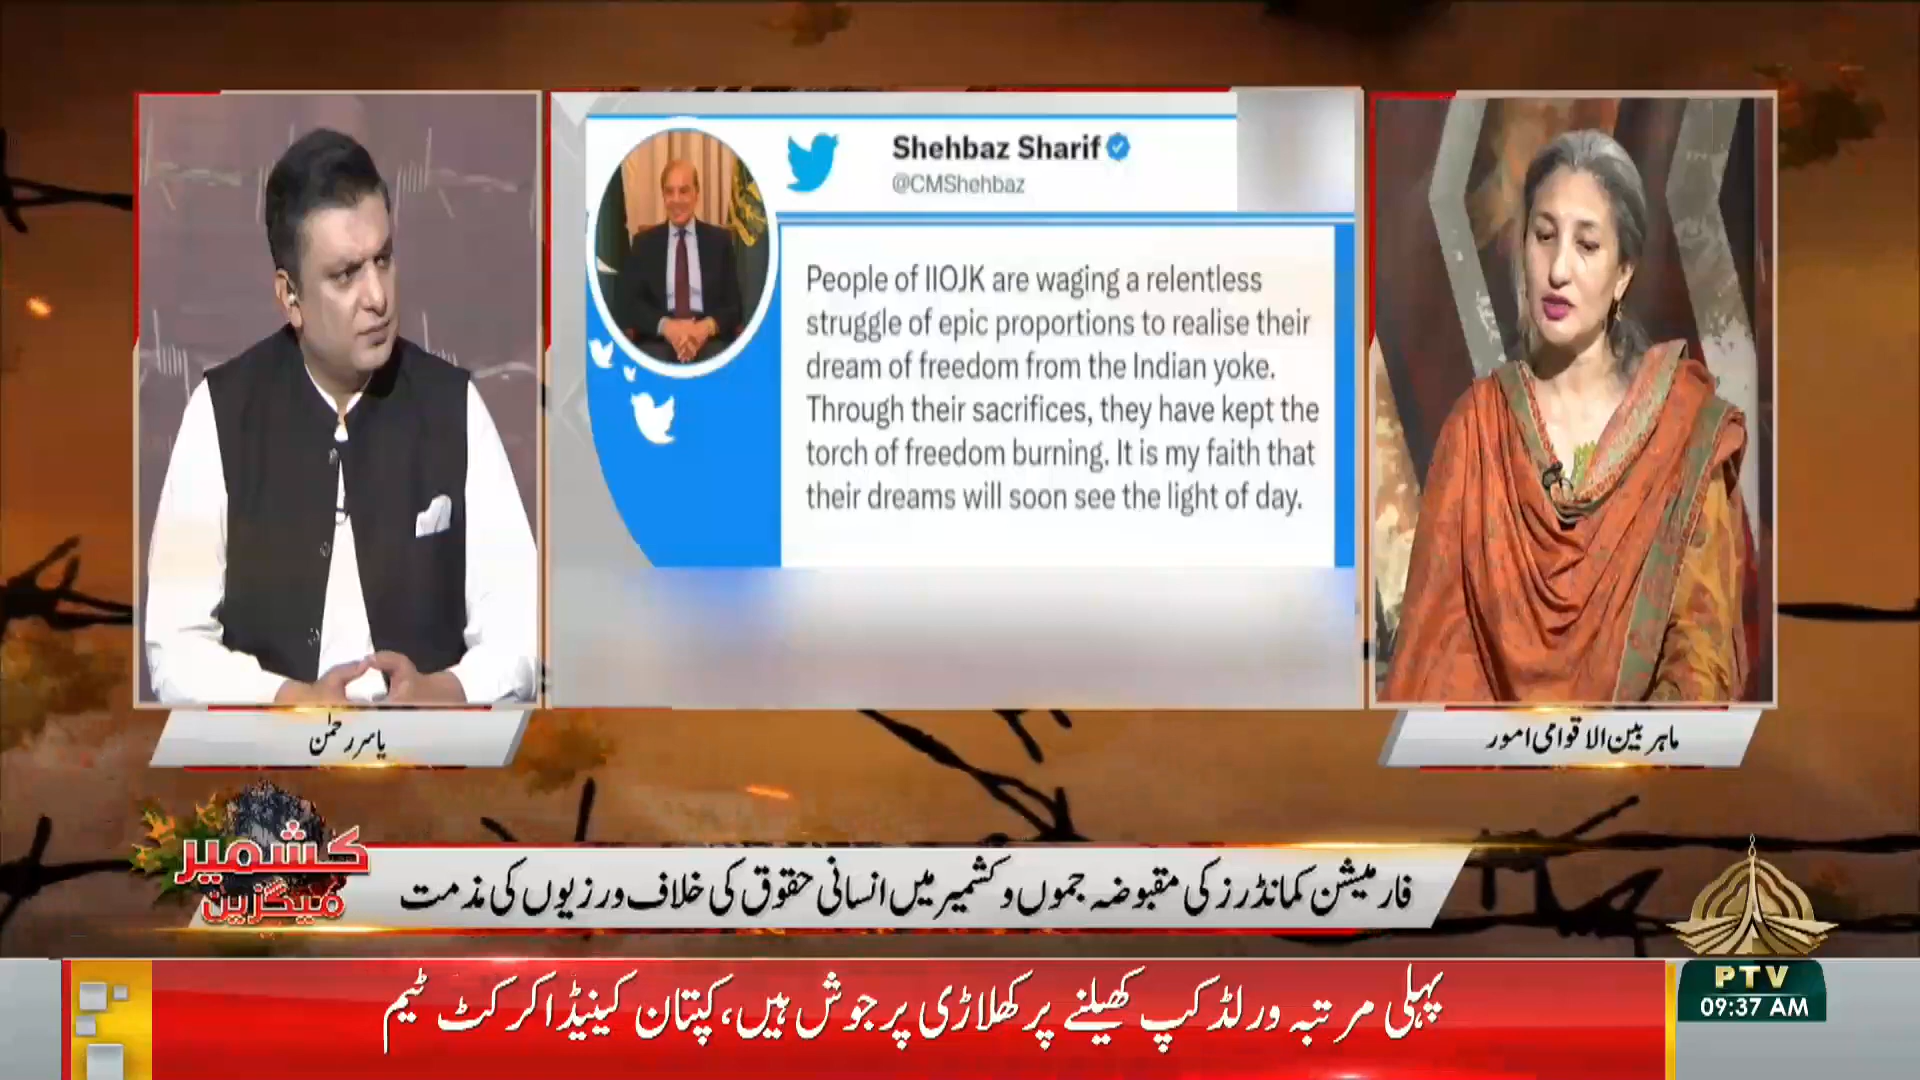 Shehbaz Sharif
@CMShehbaz
People of IIOJK are waging a relentless
struggle of epic proportions to realise their
dream of freedom from the Indian yoke.
Through their sacrifices, they have kept the
torch of freedom burning. It is my faith that
their dreams will soon see the light of day.
یاسر رحمٰن
ماہر بین الاقوامی امور
کشمیر
میگزین
فارمیشن کمانڈرز کی مقبوضہ جموں و کشمیر میں انسانی حقوق کی خلاف ورزیوں کی مذمت
پہلی مرتبہ ورلڈ کپ کھیلنے پر کھلاڑی پر جوش ہیں، کپتان کینیڈا کرکٹ ٹیم
PTV
09:37 AM